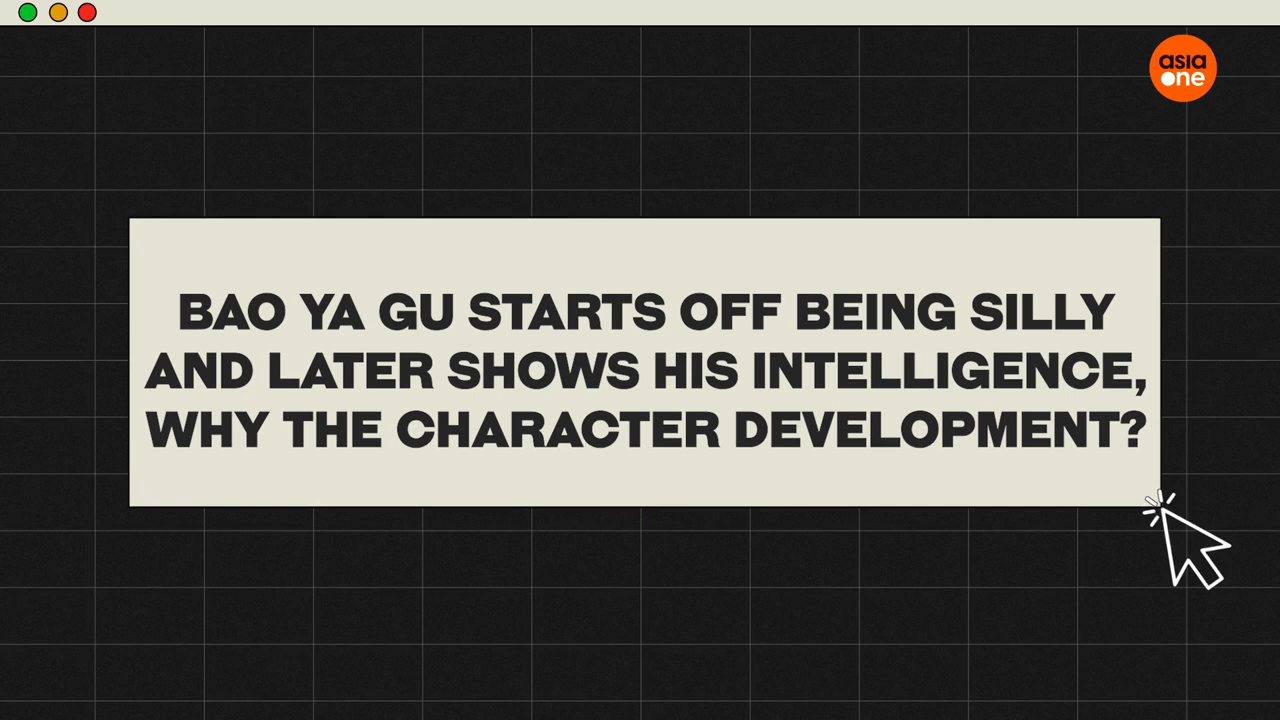 asia
one
BAO YA GU STARTS OFF BEING SILLY
AND LATER SHOWS HIS INTELLIGENCE,
WHY THE CHARACTER DEVELOPMENT?